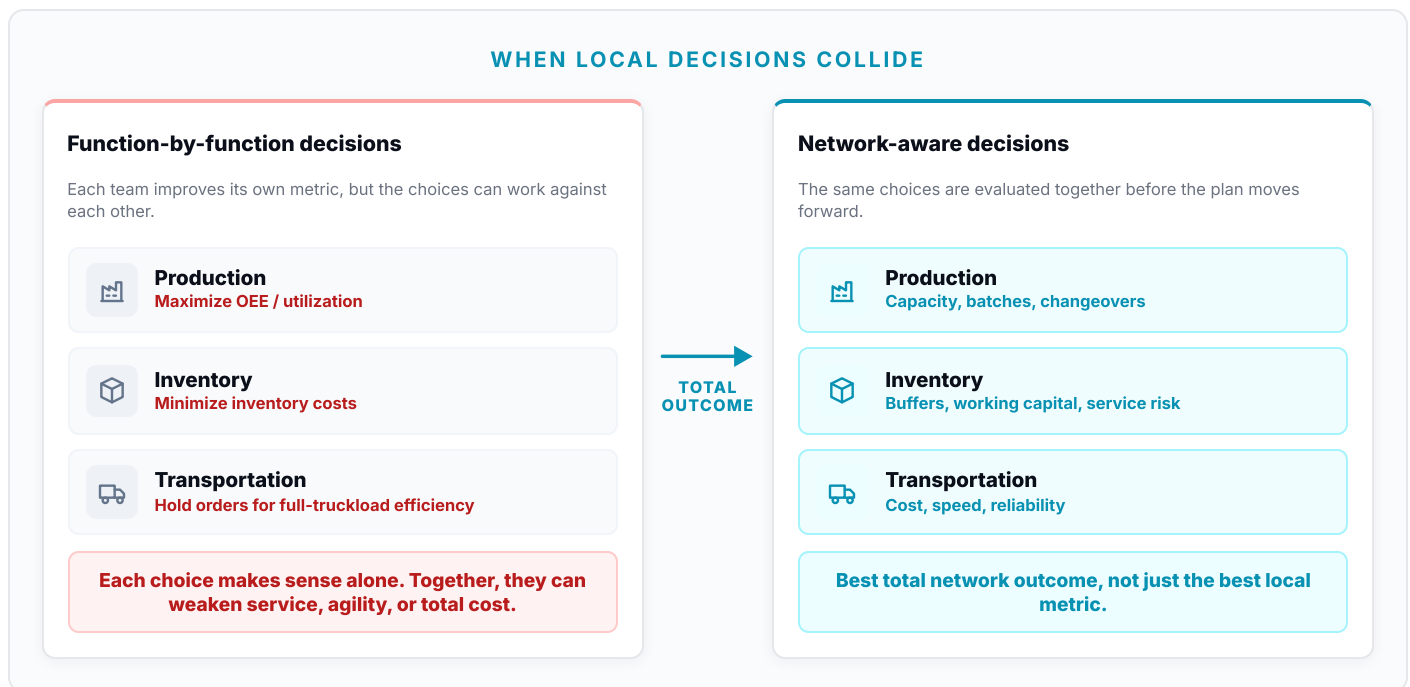 WHEN LOCAL DECISIONS COLLIDE
Function-by-function decisions
Each team improves its own metric, but the choices can work against
each other.
Production
Maximize OEE / utilization
Inventory
Minimize inventory costs
Transportation
Hold orders for full-truckload efficiency
Each choice makes sense alone. Together, they can
weaken service, agility, or total cost.
TOTAL
OUTCOME
Network-aware decisions
The same choices are evaluated together before the plan moves
forward.
Production
Capacity, batches, changeovers
Inventory
Buffers, working capital, service risk
Transportation
Cost, speed, reliability
Best total network outcome, not just the best local
metric.